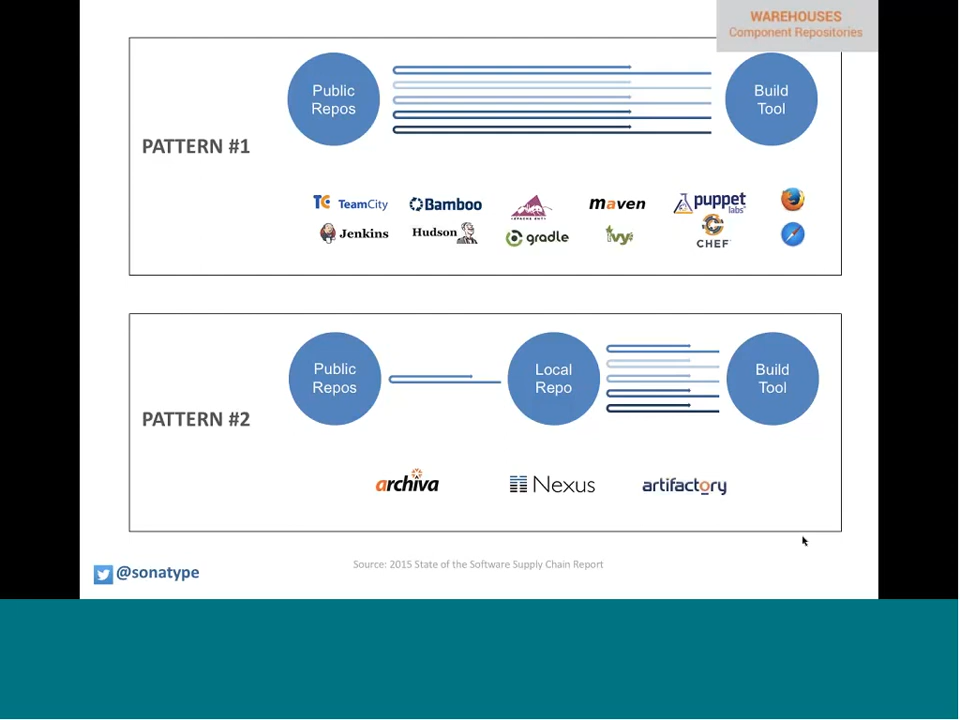 WAREHOUSES
Component Repositories
Public
Repos
Build
Tool
PATTERN #1
TC TeamCity
Bamboo
maven
puppet
labs
Jenkins
Hudson
gradle
ivy
CHEF
Public
Repos
Local
Repo
Build
Tool
PATTERN #2
archiva
Nexus
artifactory
@sonatype
Source: 2015 State of the Software Supply Chain Report